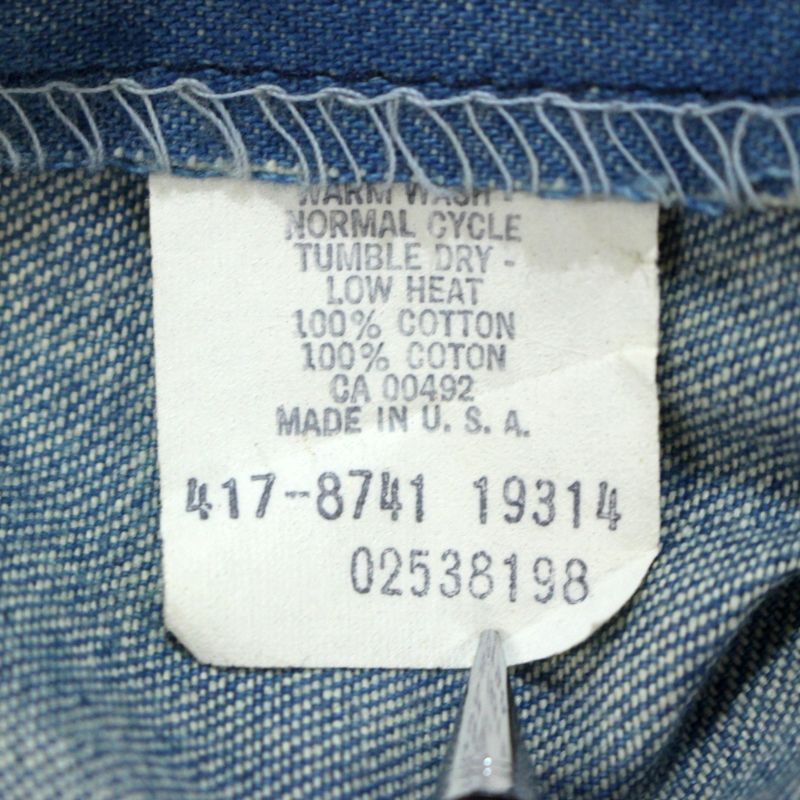 WARM WASH -
NORMAL CYCLE
TUMBLE DRY -
LOW HEAT
100% COTTON
100% COTON
CA 00492
MADE IN U. S. A.
417-8741 19314
02538198